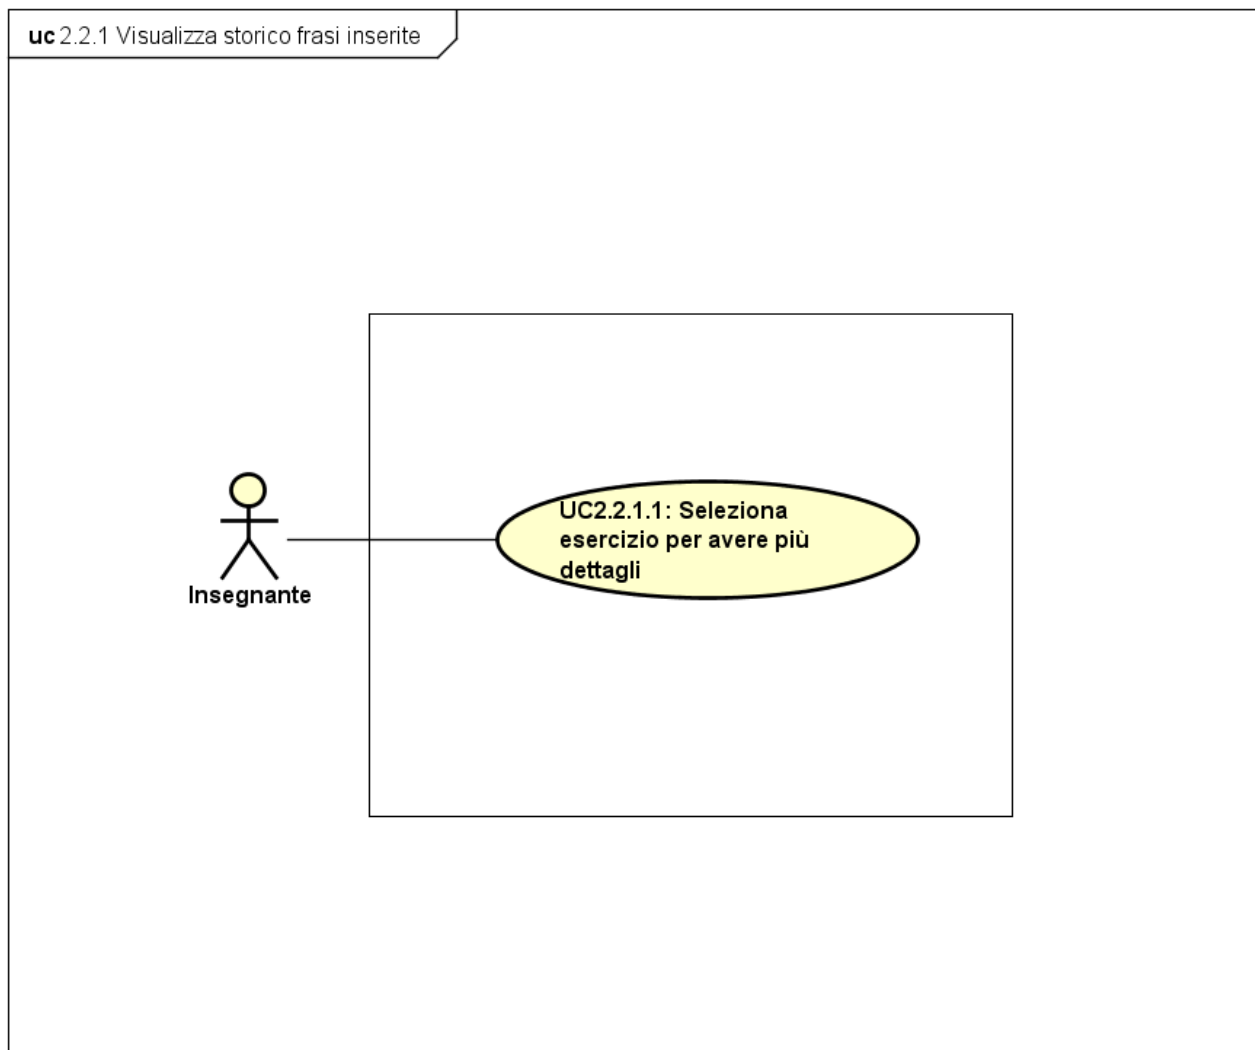 uc 2.2.1 Visualizza storico frasi inserite
UC2.2.1.1: Seleziona
esercizio per avere più
dettagli
Insegnante